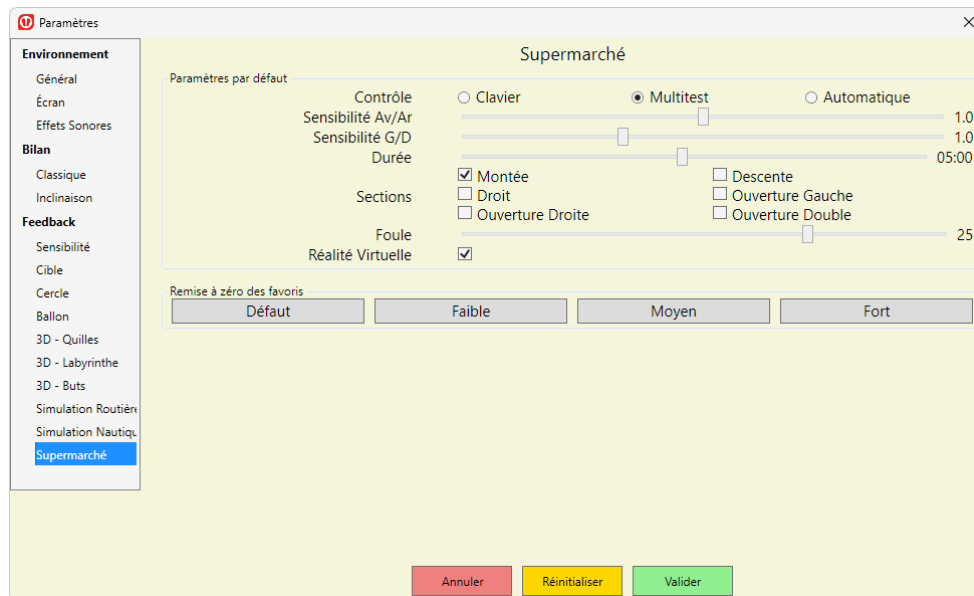 Paramètres
Environnement
Général
Écran
Effets Sonores
Bilan
Classique
Inclinaison
Feedback
Sensibilité
Cible
Cercle
Ballon
3D - Quilles
3D - Labyrinthe
3D - Buts
Simulation Routière
Simulation Nautiqu
Supermarché
Supermarché
Paramètres par défaut
Contrôle Clavier Multitest Automatique
Sensibilité Av/Ar 1.0
Sensibilité G/D 1.0
Durée 05:00
Montée Descente
Sections Droit Ouverture Gauche
Ouverture Droite Ouverture Double
Foule 25
Réalité Virtuelle
Remise à zéro des favoris
Défaut Faible Moyen Fort
Annuler Réinitialiser Valider